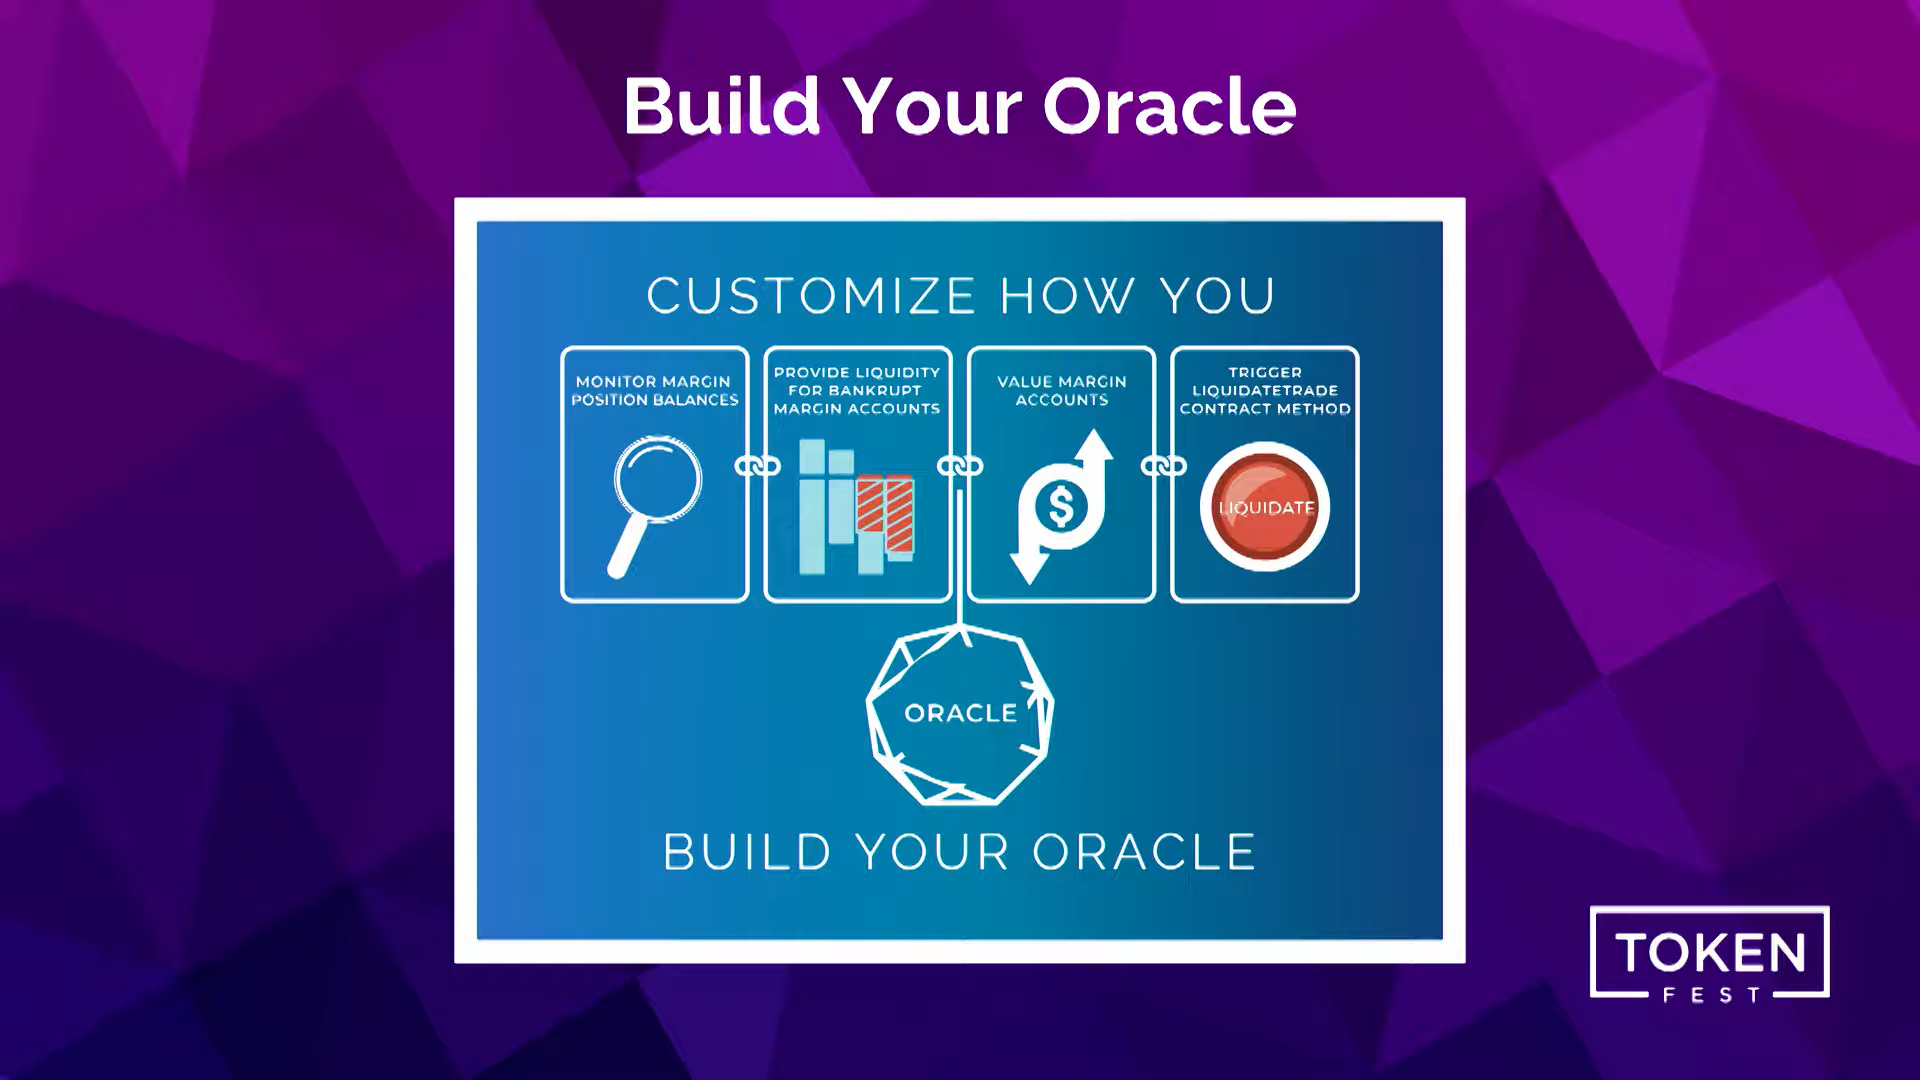 Build Your Oracle
CUSTOMIZE HOW YOU
MONITOR MARGIN
POSITION BALANCES
PROVIDE LIQUIDITY
FOR BANKRUPT
MARGIN ACCOUNTS
VALUE MARGIN
ACCOUNTS
TRIGGER
LIQUIDATETRADE
CONTRACT METHOD
$
LIQUIDATE
ORACLE
BUILD YOUR ORACLE
TOKEN
FEST